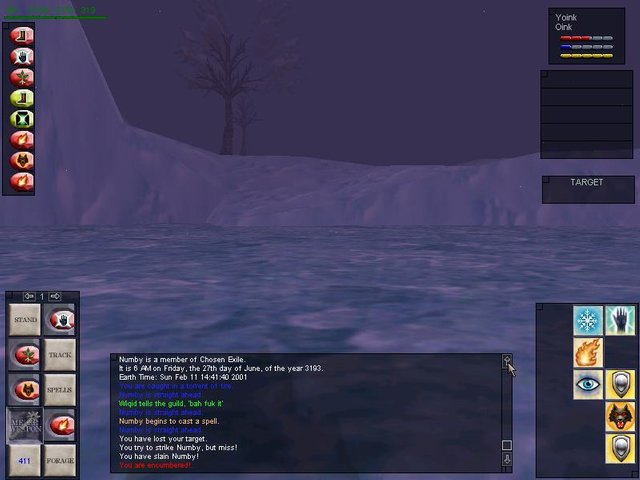 Yoink
Oink
TARGET
1
STAND
TRACK
SPELLS
411
FORAGE
Numby is a member of Chosen Exile.
It is 6 AM on Friday, the 27th day of June, of the year 3193.
Earth Time: Sun Feb 11 14:41:40 2001
You are caught in a torrent of fire.
Numby is straight ahead.
Wiqid tells the guild, 'bah fuk it'
Numby is straight ahead.
Numby begins to cast a spell.
Numby is straight ahead.
You have lost your target.
You try to strike Numby, but miss!
You have slain Numby!
You are encumbered!